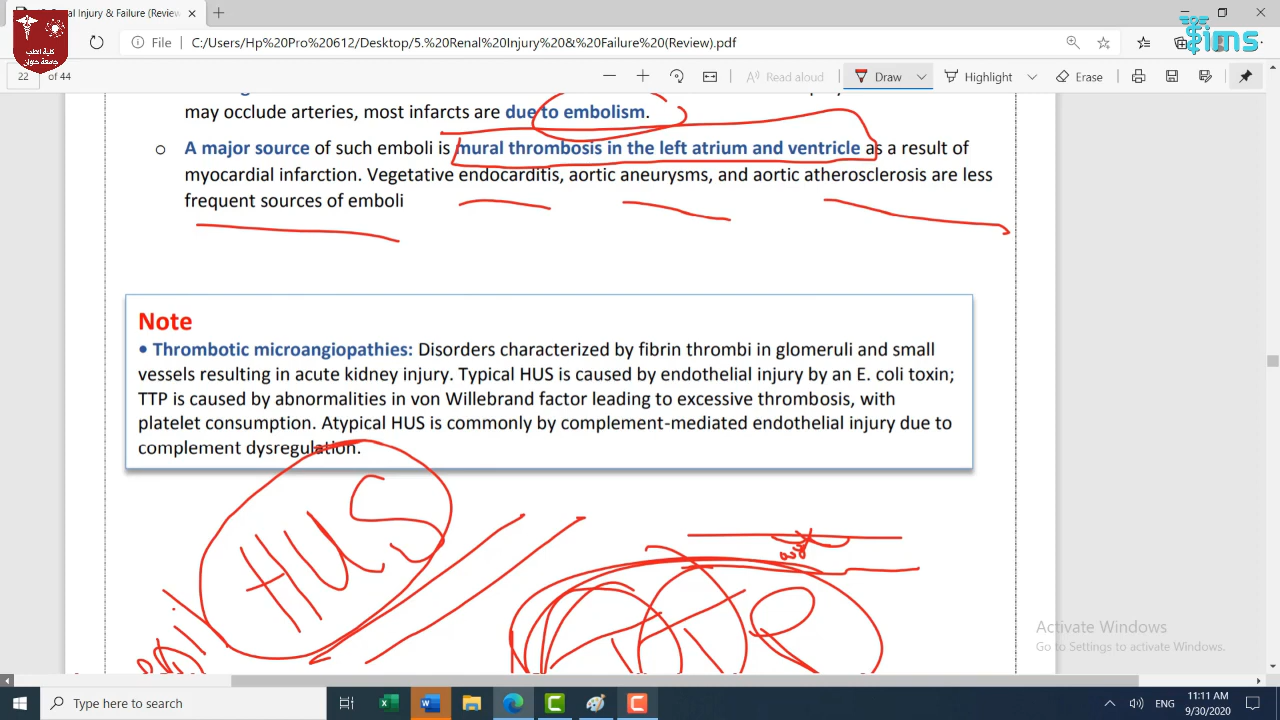 5. Renal Injury & Failure (Review
كلية الطب
جامعة حلوان
File
C:/Users/Hp%20Pro%20612/Desktop/5.%20Renal%20Injury%20&%20Failure%20(Review).pdf
ims
22 of 44
Read aloud
Draw
Highlight
Erase
may occlude arteries, most infarcts are due to embolism.
A major source of such emboli is mural thrombosis in the left atrium and ventricle as a result of
myocardial infarction. Vegetative endocarditis, aortic aneurysms, and aortic atherosclerosis are less
frequent sources of emboli
Note
• Thrombotic microangiopathies: Disorders characterized by fibrin thrombi in glomeruli and small
vessels resulting in acute kidney injury. Typical HUS is caused by endothelial injury by an E. coli toxin;
TTP is caused by abnormalities in von Willebrand factor leading to excessive thrombosis, with
platelet consumption. Atypical HUS is commonly by complement-mediated endothelial injury due to
complement dysregulation.
HUS
Activate Windows
Go to Settings to activate Windows.
Type here to search
ENG
11:11 AM
9/30/2020